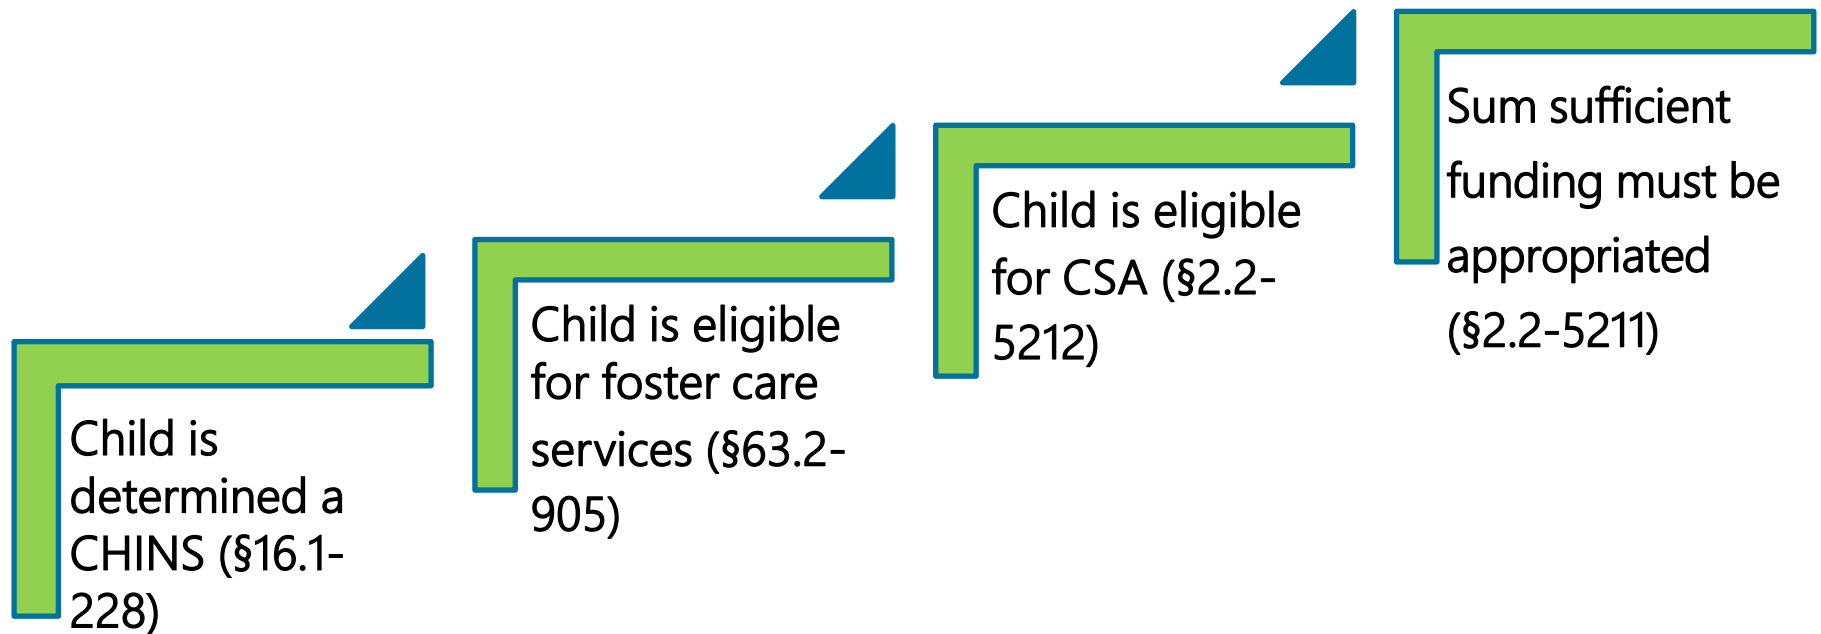 Child is
determined a
CHINS (§16.1-
228)
Child is eligible
for foster care
services (§63.2-
905)
Child is eligible
for CSA (§2.2-
5212)
Sum sufficient
funding must be
appropriated
(§2.2-5211)